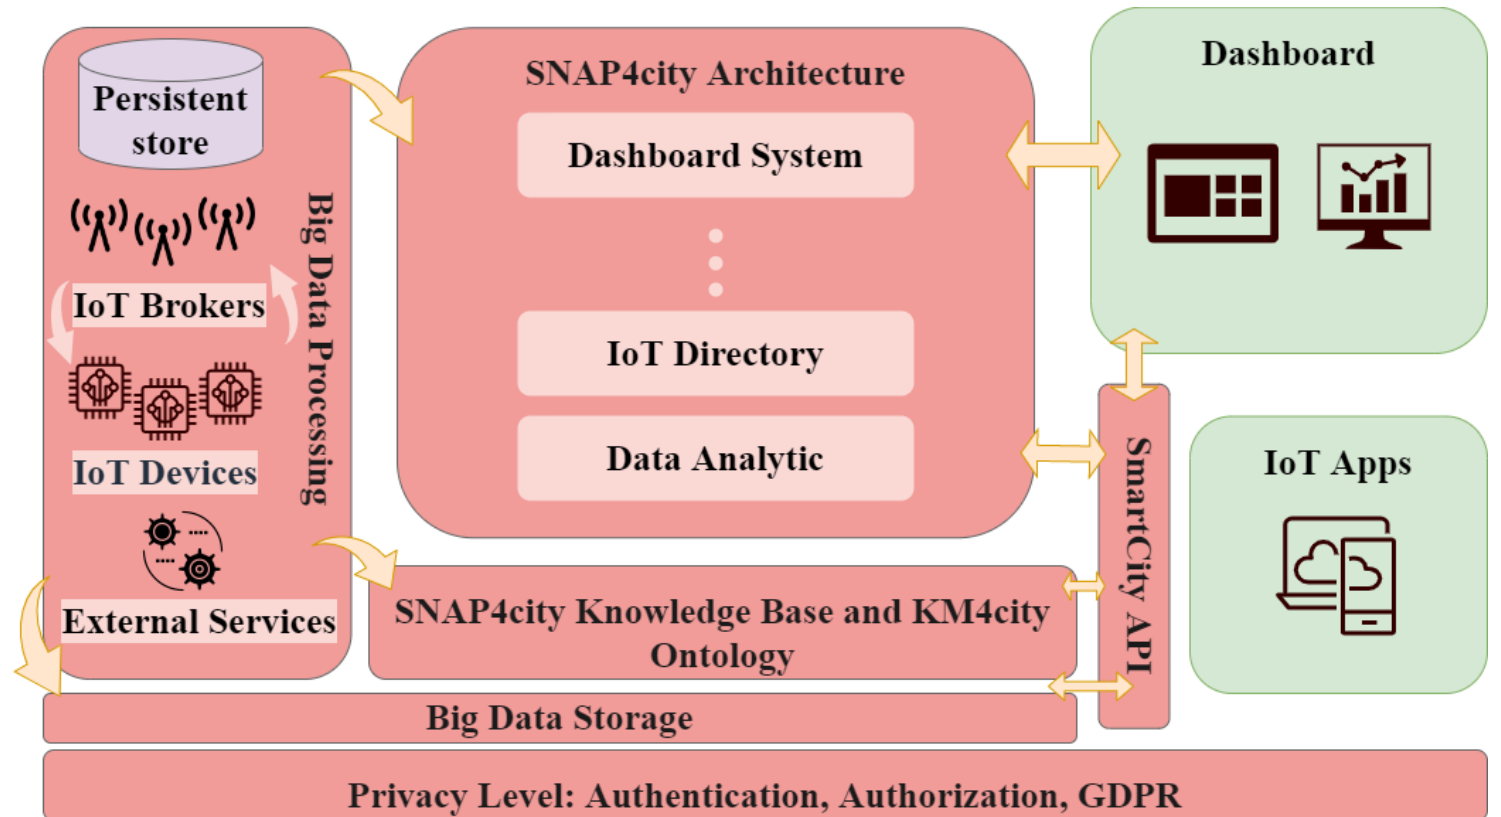 Persistent
store
IoT Brokers
IoT Devices
External Services
Big Data Processing
SNAP4city Architecture
Dashboard System
IoT Directory
Data Analytic
Dashboard
SmartCity API
IoT Apps
SNAP4city Knowledge Base and KM4city
Ontology
Big Data Storage
Privacy Level: Authentication, Authorization, GDPR